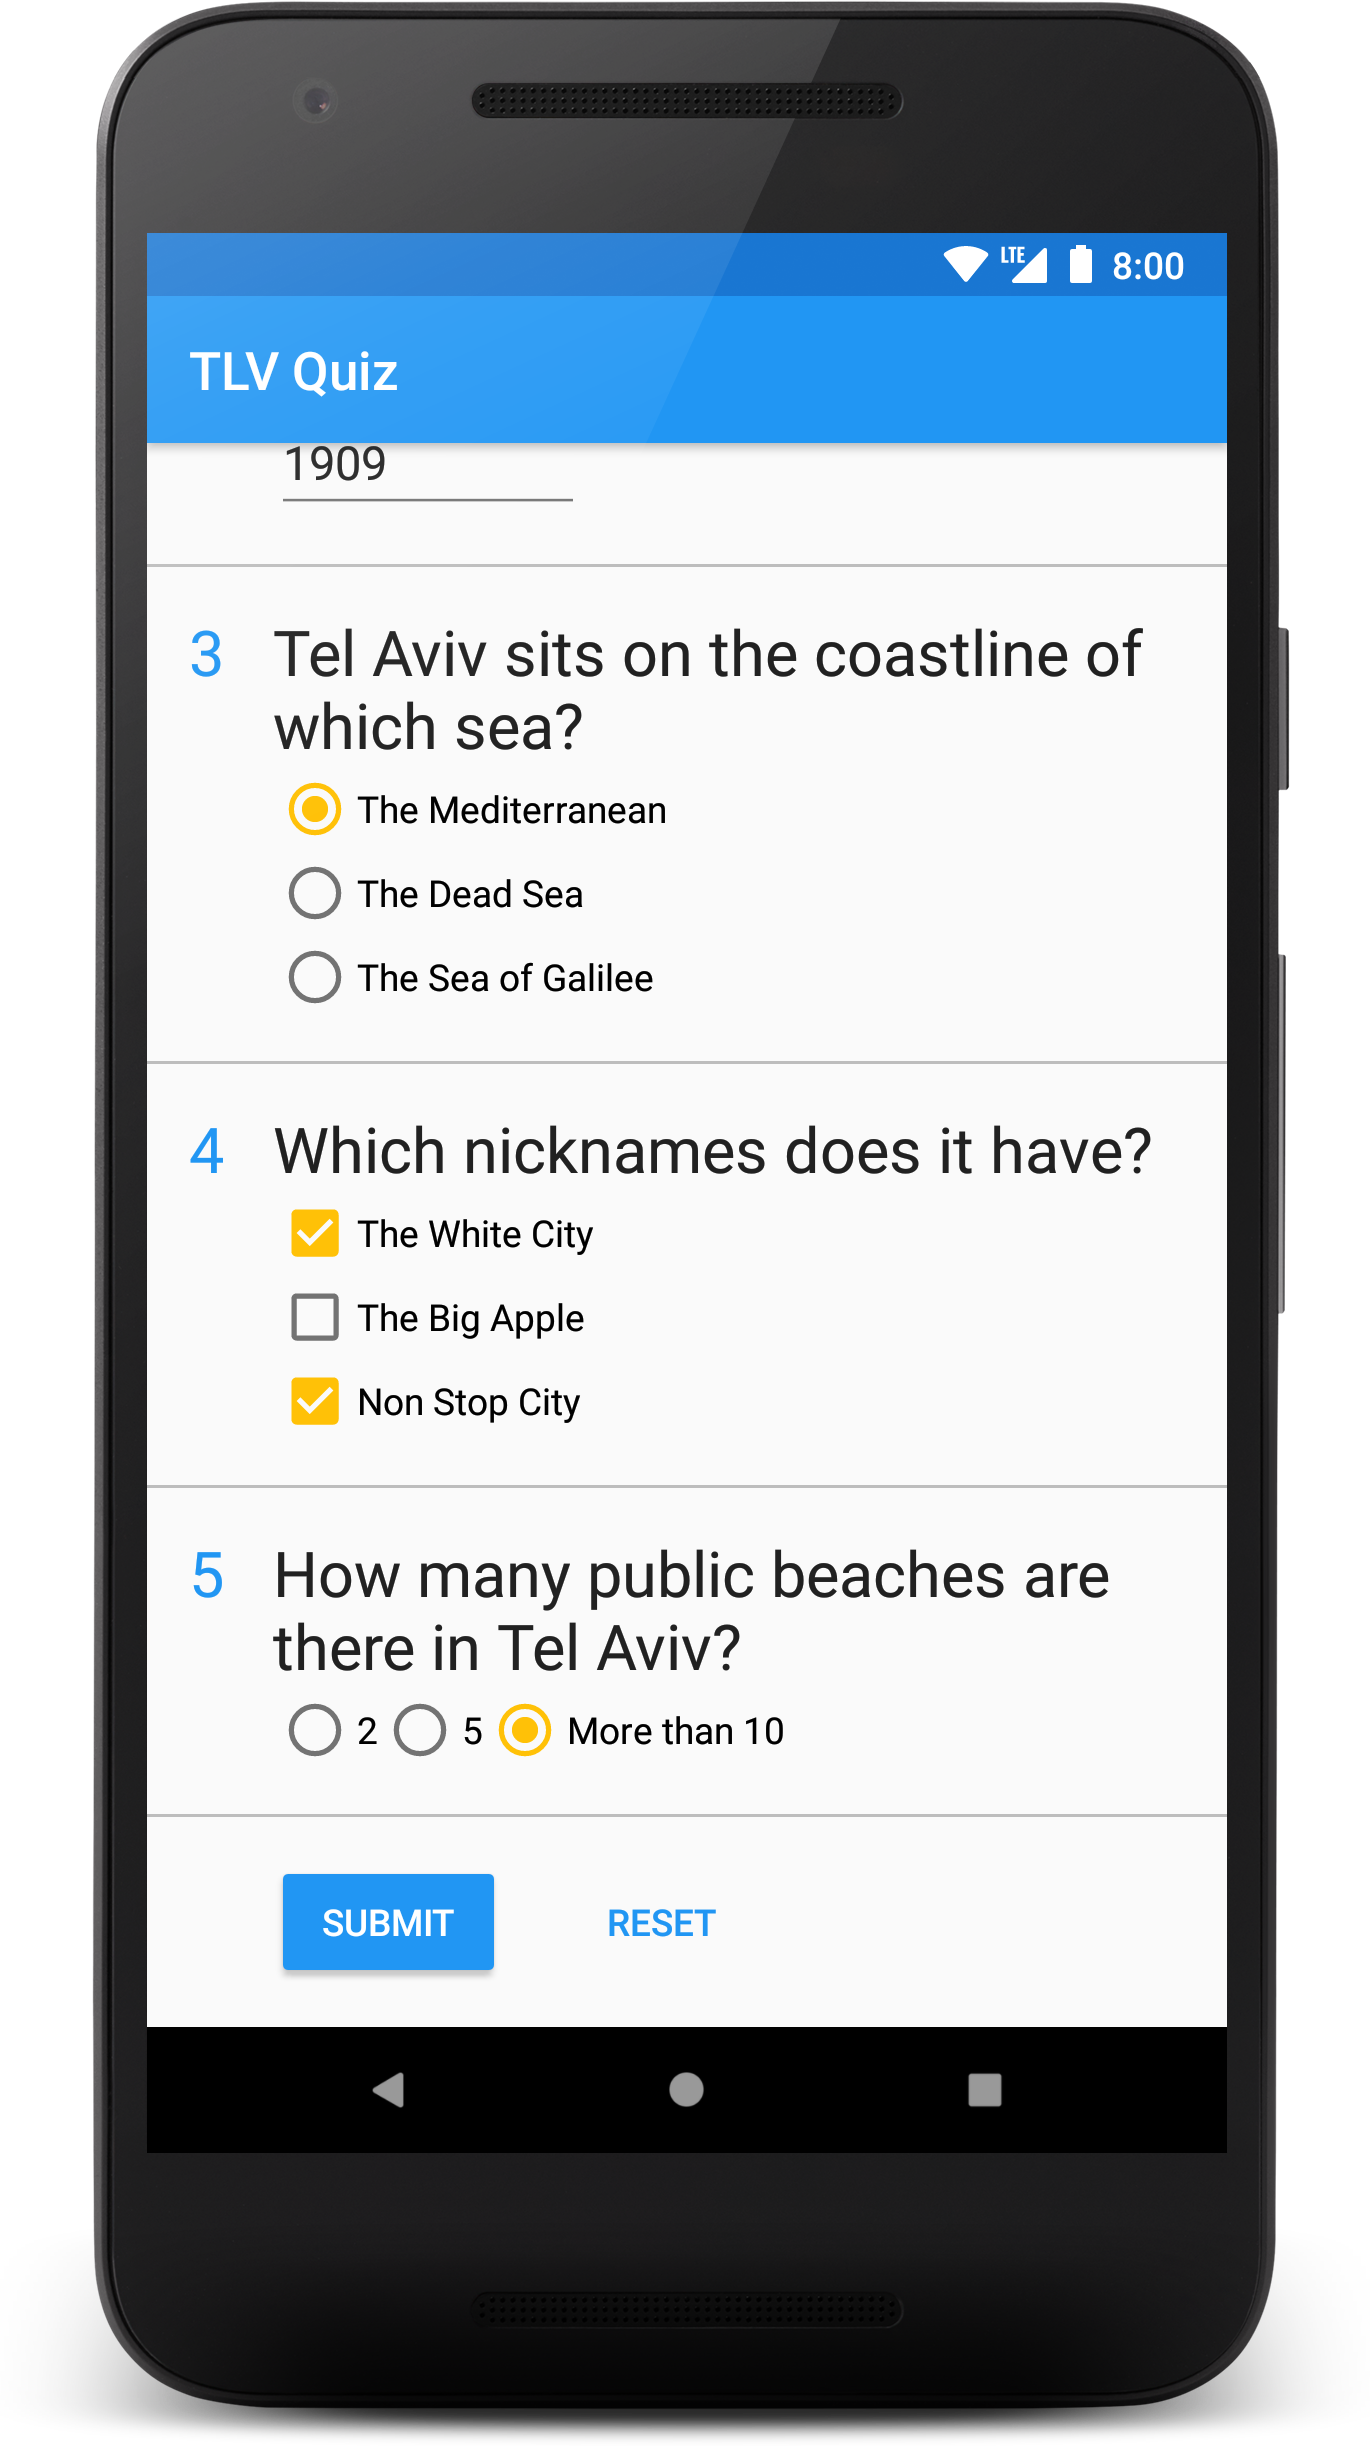 LTE 8:00
TLV Quiz
1909
3 Tel Aviv sits on the coastline of
which sea?
The Mediterranean
The Dead Sea
The Sea of Galilee
4 Which nicknames does it have?
The White City
The Big Apple
Non Stop City
5 How many public beaches are
there in Tel Aviv?
2 5 More than 10
SUBMIT RESET